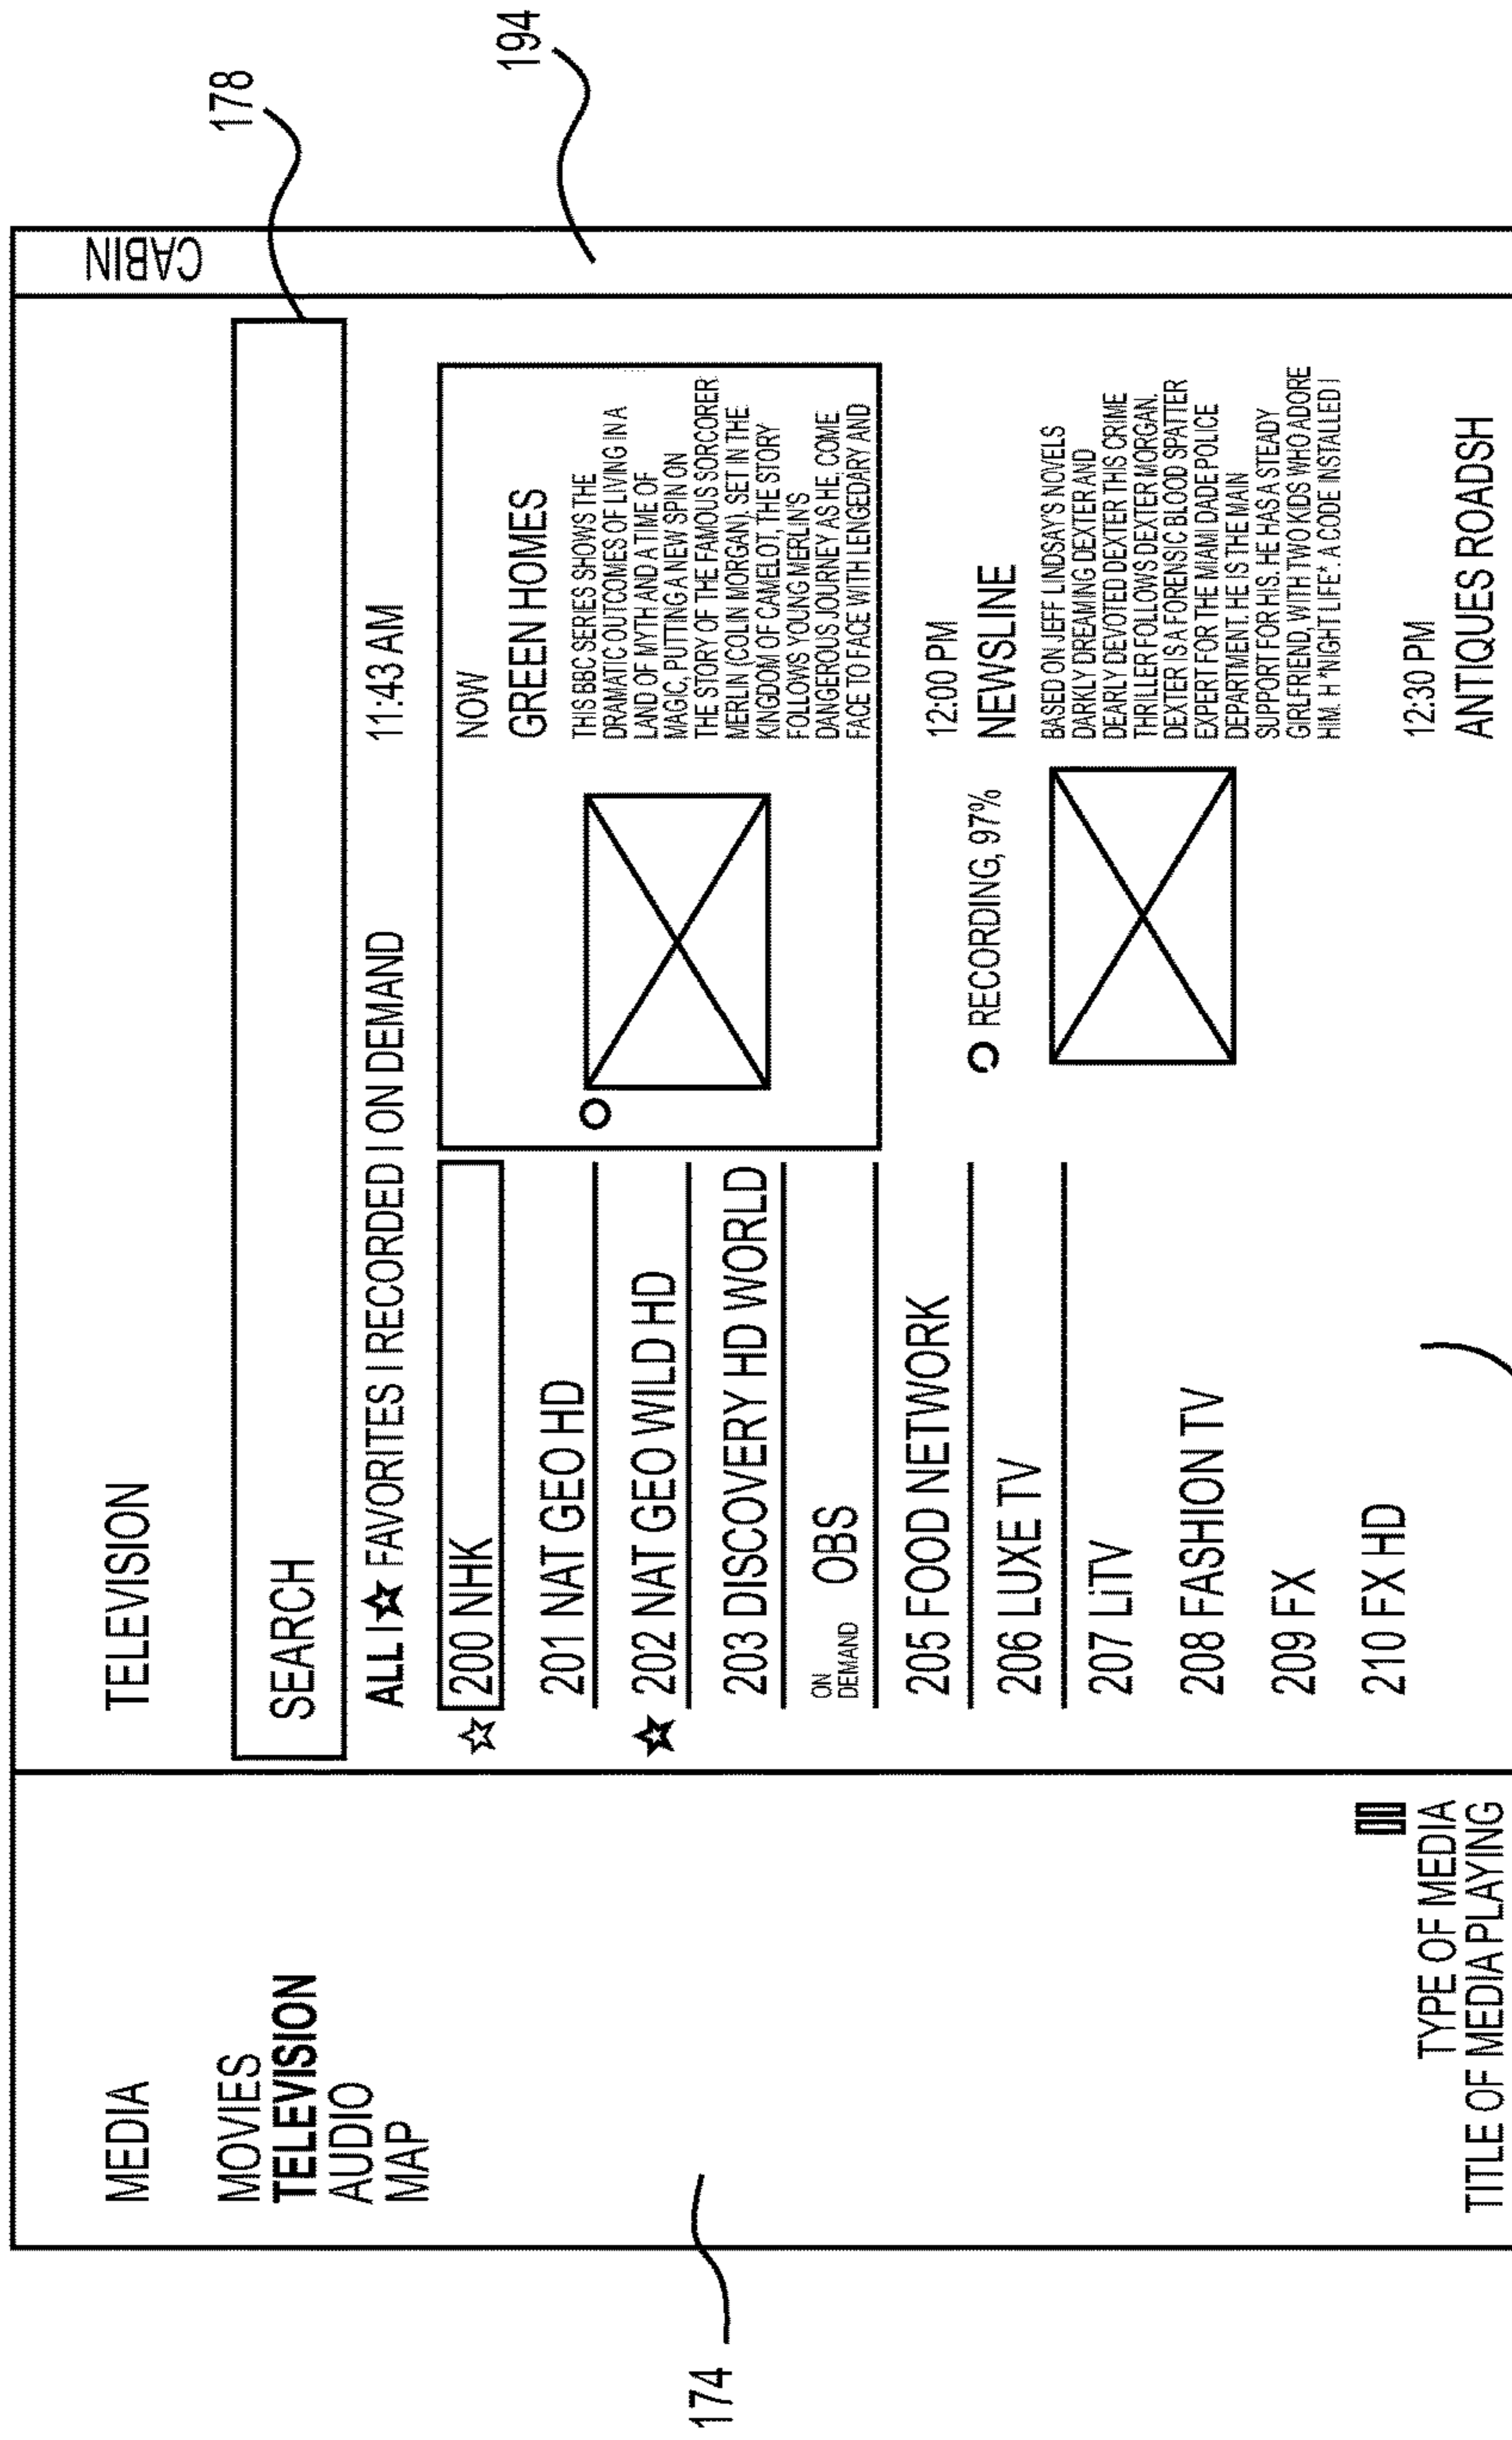 178
194
174
CABIN
MEDIA
MOVIES
TELEVISION
AUDIO
MAP
TYPE OF MEDIA
TITLE OF MEDIA PLAYING
TELEVISION
SEARCH
ALL I ☆ FAVORITES I RECORDED I ON DEMAND
11:43 AM
☆ 200 NHK
201 NAT GEO HD
☆ 202 NAT GEO WILD HD
203 DISCOVERY HD WORLD
ON DEMAND OBS
205 FOOD NETWORK
206 LUXE TV
207 LiTV
208 FASHION TV
209 FX
210 FX HD
NOW
GREEN HOMES
THIS BBC SERIES SHOWS THE
DRAMATIC OUTCOMES OF LIVING IN A
LAND OF MYTH AND A TIME OF
MAGIC, PUTTING A NEW SPIN ON
THE STORY OF THE FAMOUS SORCORER
MERLIN (COLIN MORGAN). SET IN THE
KINGDOM OF CAMELOT, THE STORY
FOLLOWS YOUNG MERLIN'S
DANGEROUS JOURNEY AS HE, COME
FACE TO FACE WITH LENGEDARY AND
RECORDING, 97%
12:00 PM
NEWSLINE
BASED ON JEFF LINDSAY'S NOVELS
DARKLY DREAMING DEXTER AND
DEARLY DEVOTED DEXTER THIS CRIME
THRILLER FOLLOWS DEXTER MORGAN.
DEXTER IS A FORENSIC BLOOD SPATTER
EXPERT FOR THE MIAMI DADE POLICE
DEPARTMENT. HE IS THE MAIN
SUPPORT FOR HIS. HE HAS A STEADY
GIRLFRIEND, WITH TWO KIDS WHO ADORE
HIM. H *NIGHT LIFE*. A CODE INSTALLED I
12:30 PM
ANTIQUES ROADSH